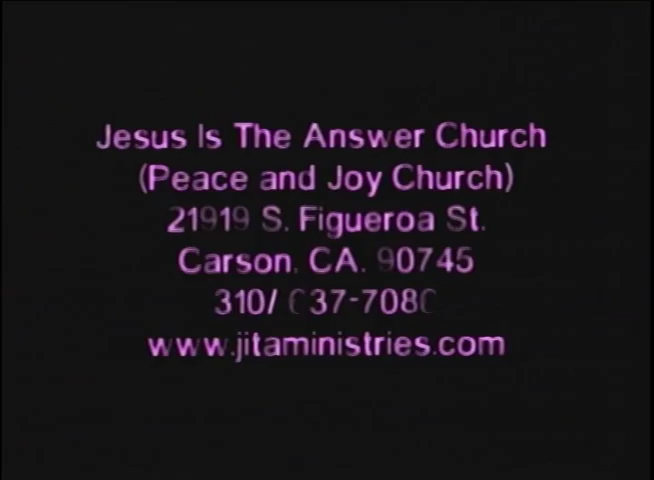 Jesus Is The Answer Church
(Peace and Joy Church)
21919 S. Figueroa St.
Carson, CA. 90745
310/
www.jitaministries.com